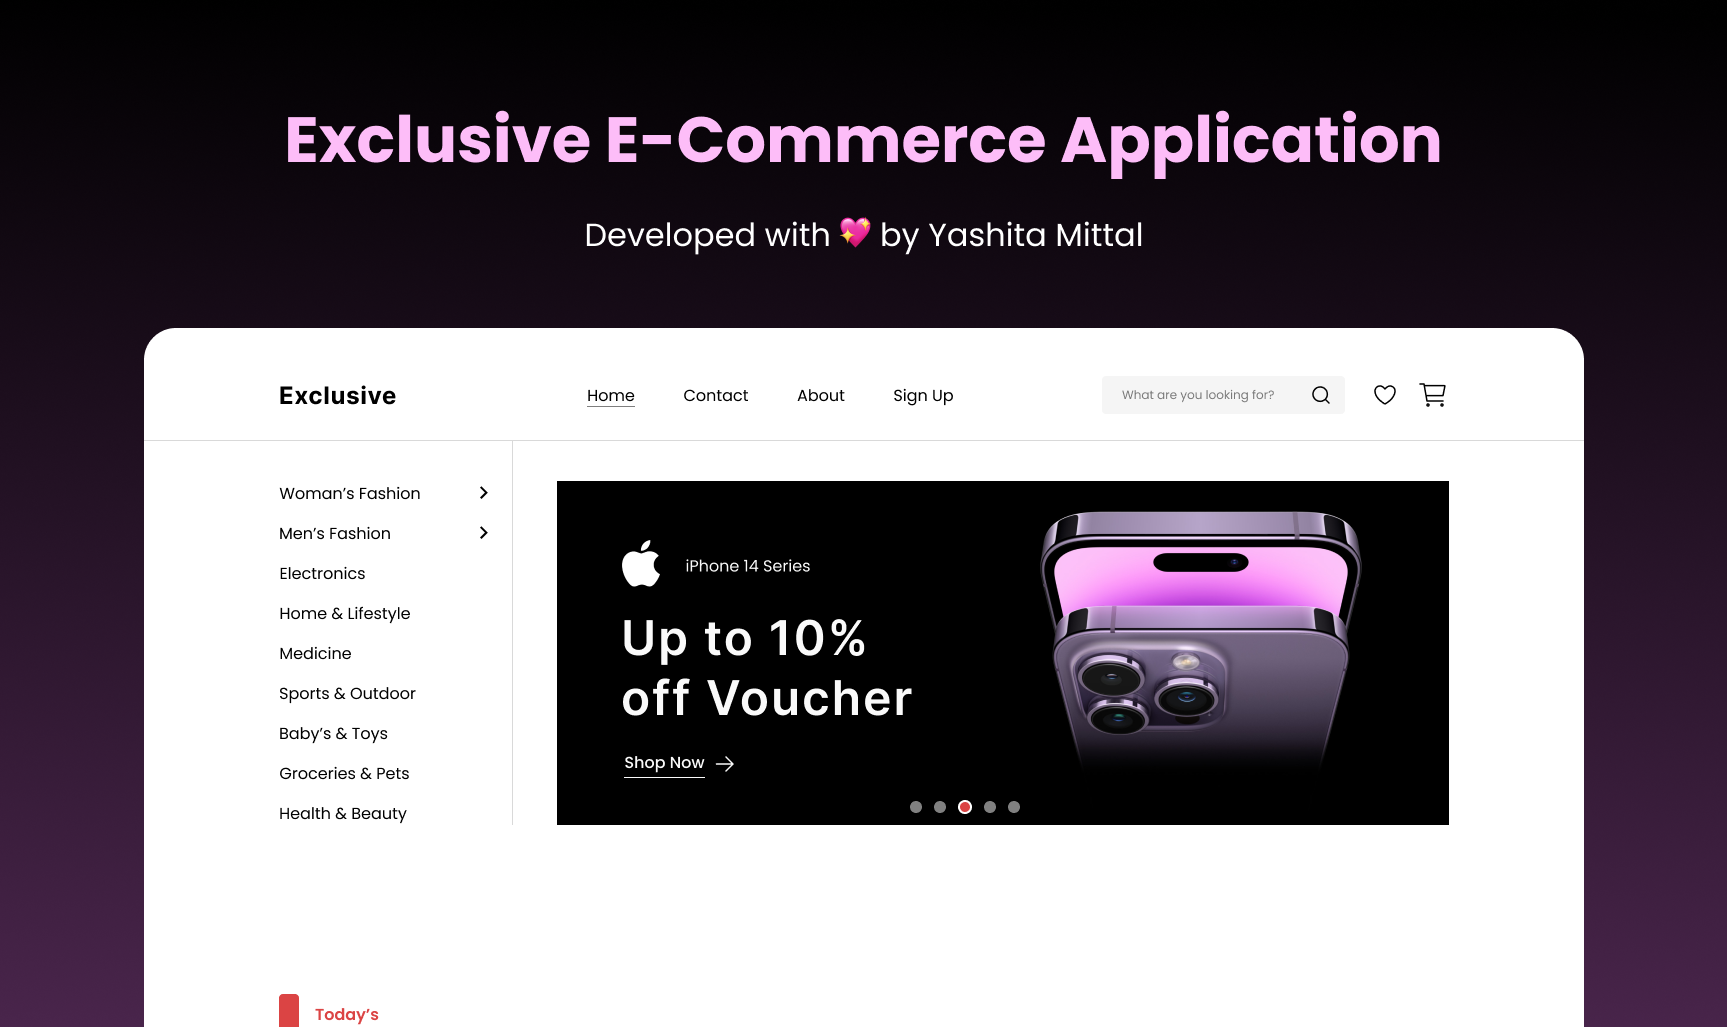 Exclusive E-Commerce Application
Developed with 💖 by Yashita Mittal
Exclusive
Home
Contact
About
Sign Up
What are you looking for?
Woman’s Fashion
Men’s Fashion
Electronics
Home & Lifestyle
Medicine
Sports & Outdoor
Baby’s & Toys
Groceries & Pets
Health & Beauty
iPhone 14 Series
Up to 10%
off Voucher
Shop Now
Today’s